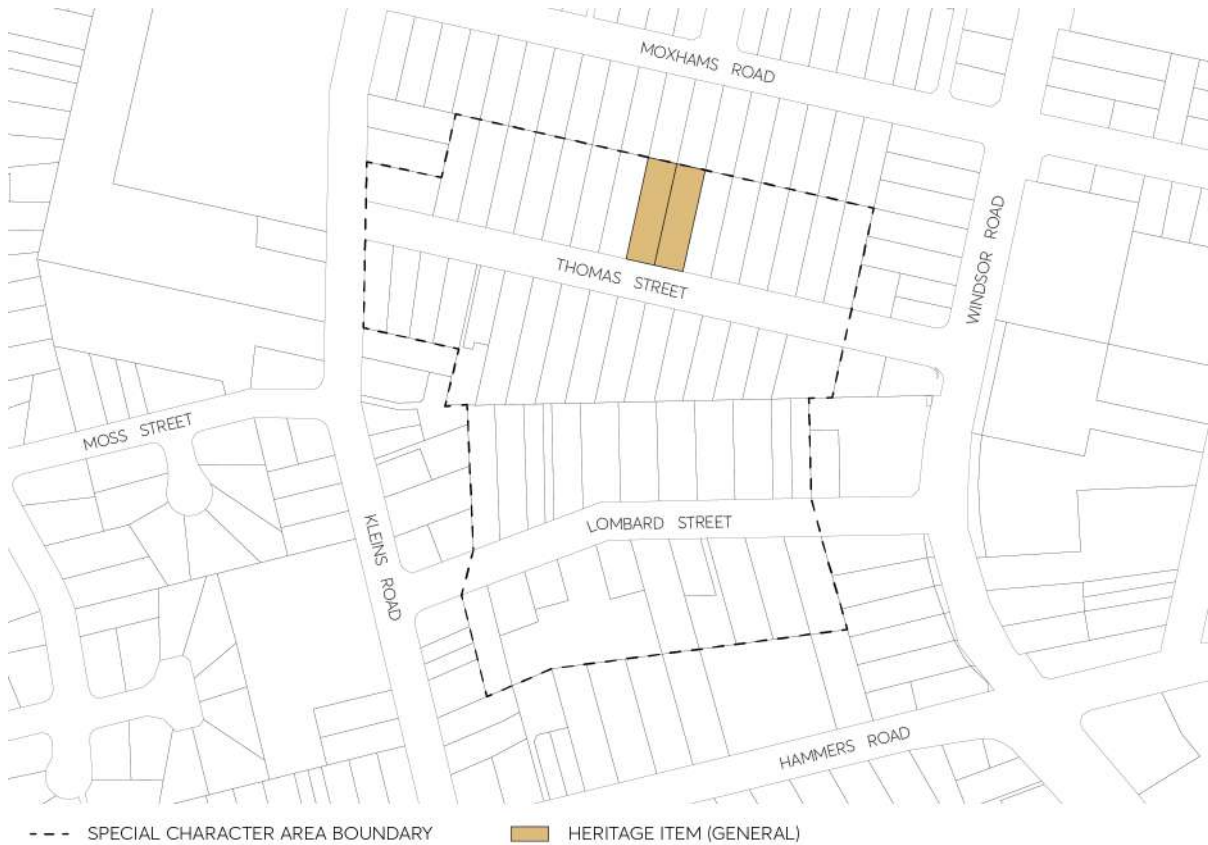 MOXHAMS ROAD
WINDSOR ROAD
THOMAS STREET
MOSS STREET
KLEINS ROAD
LOMBARD STREET
HAMMERS ROAD
SPECIAL CHARACTER AREA BOUNDARY
HERITAGE ITEM (GENERAL)